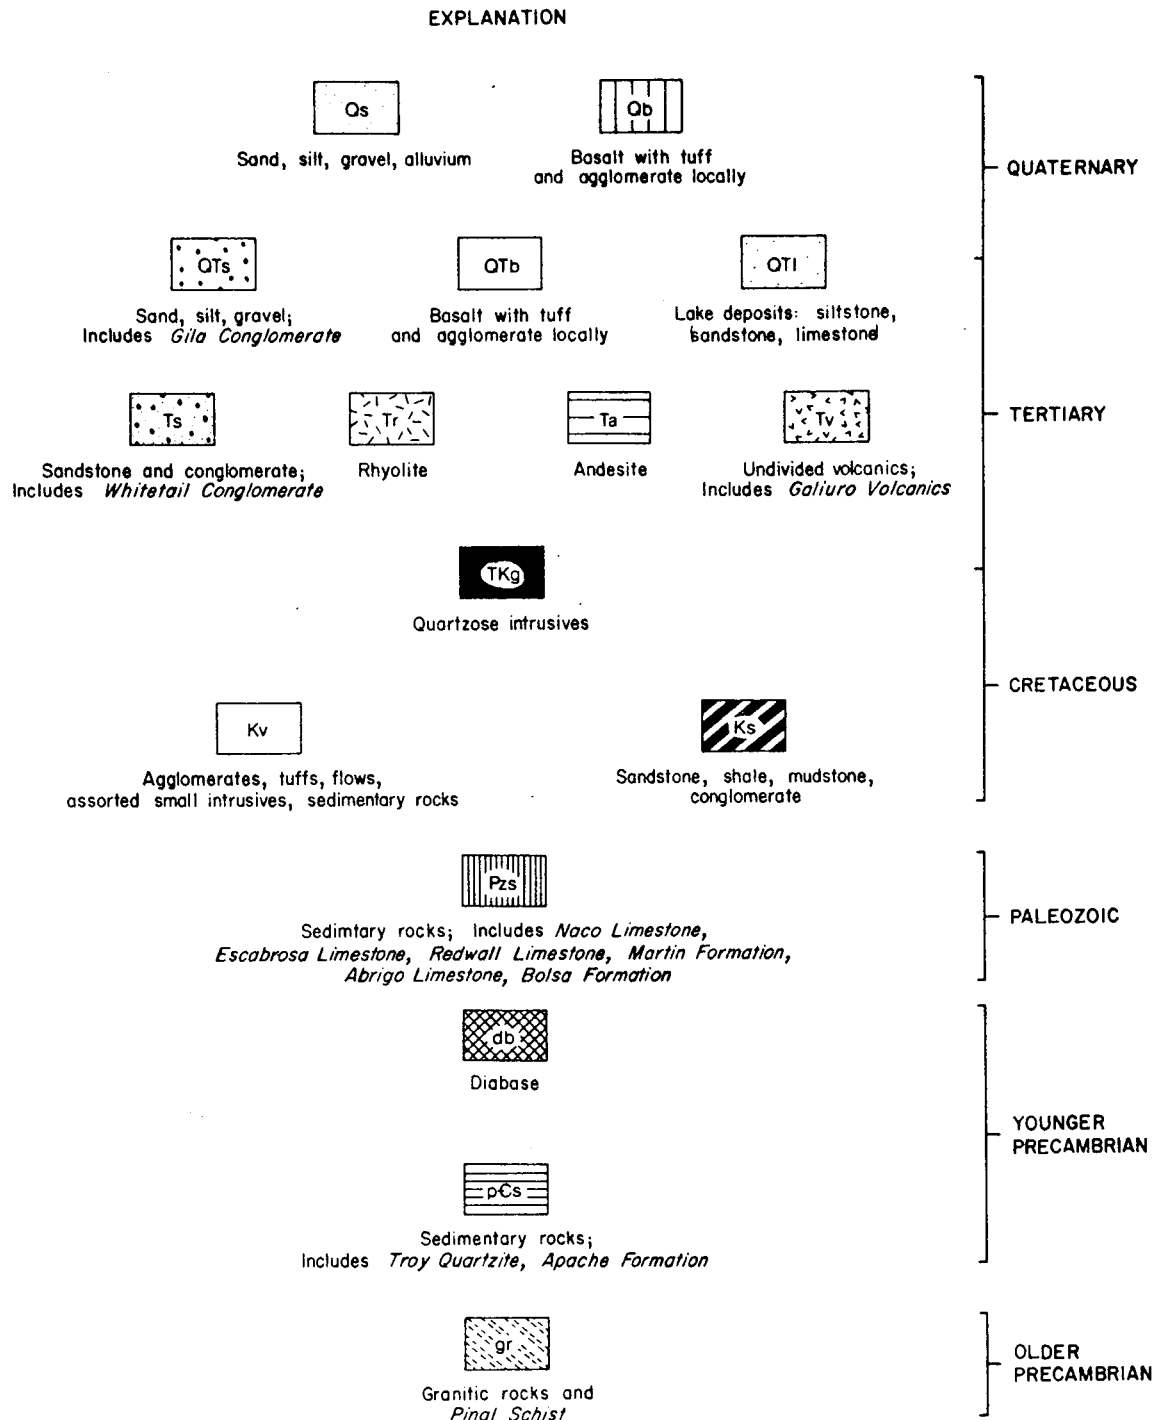 EXPLANATION
Qs
Qb
Sand, silt, gravel, alluvium
Basalt with tuff
and agglomerate locally
QUATERNARY
QTs
QTb
QTl
Sand, silt, gravel;
Includes Gila Conglomerate
Basalt with tuff
and agglomerate locally
Lake deposits: siltstone,
sandstone, limestone
Ts
Tr
Ta
Tv
TERTIARY
Sandstone and conglomerate;
Includes Whitetail Conglomerate
Rhyolite
Andesite
Undivided volcanics;
Includes Galiuro Volcanics
TKg
Quartzose intrusives
CRETACEOUS
Kv
Ks
Agglomerates, tuffs, flows,
assorted small intrusives, sedimentary rocks
Sandstone, shale, mudstone,
conglomerate
Pzs
PALEOZOIC
Sedimtary rocks; Includes Naco Limestone,
Escabrosa Limestone, Redwall Limestone, Martin Formation,
Abrigo Limestone, Bolsa Formation
db
Diabase
YOUNGER
PRECAMBRIAN
p€s
Sedimentary rocks;
Includes Troy Quartzite, Apache Formation
gr
OLDER
PRECAMBRIAN
Granitic rocks and
Pinal Schist